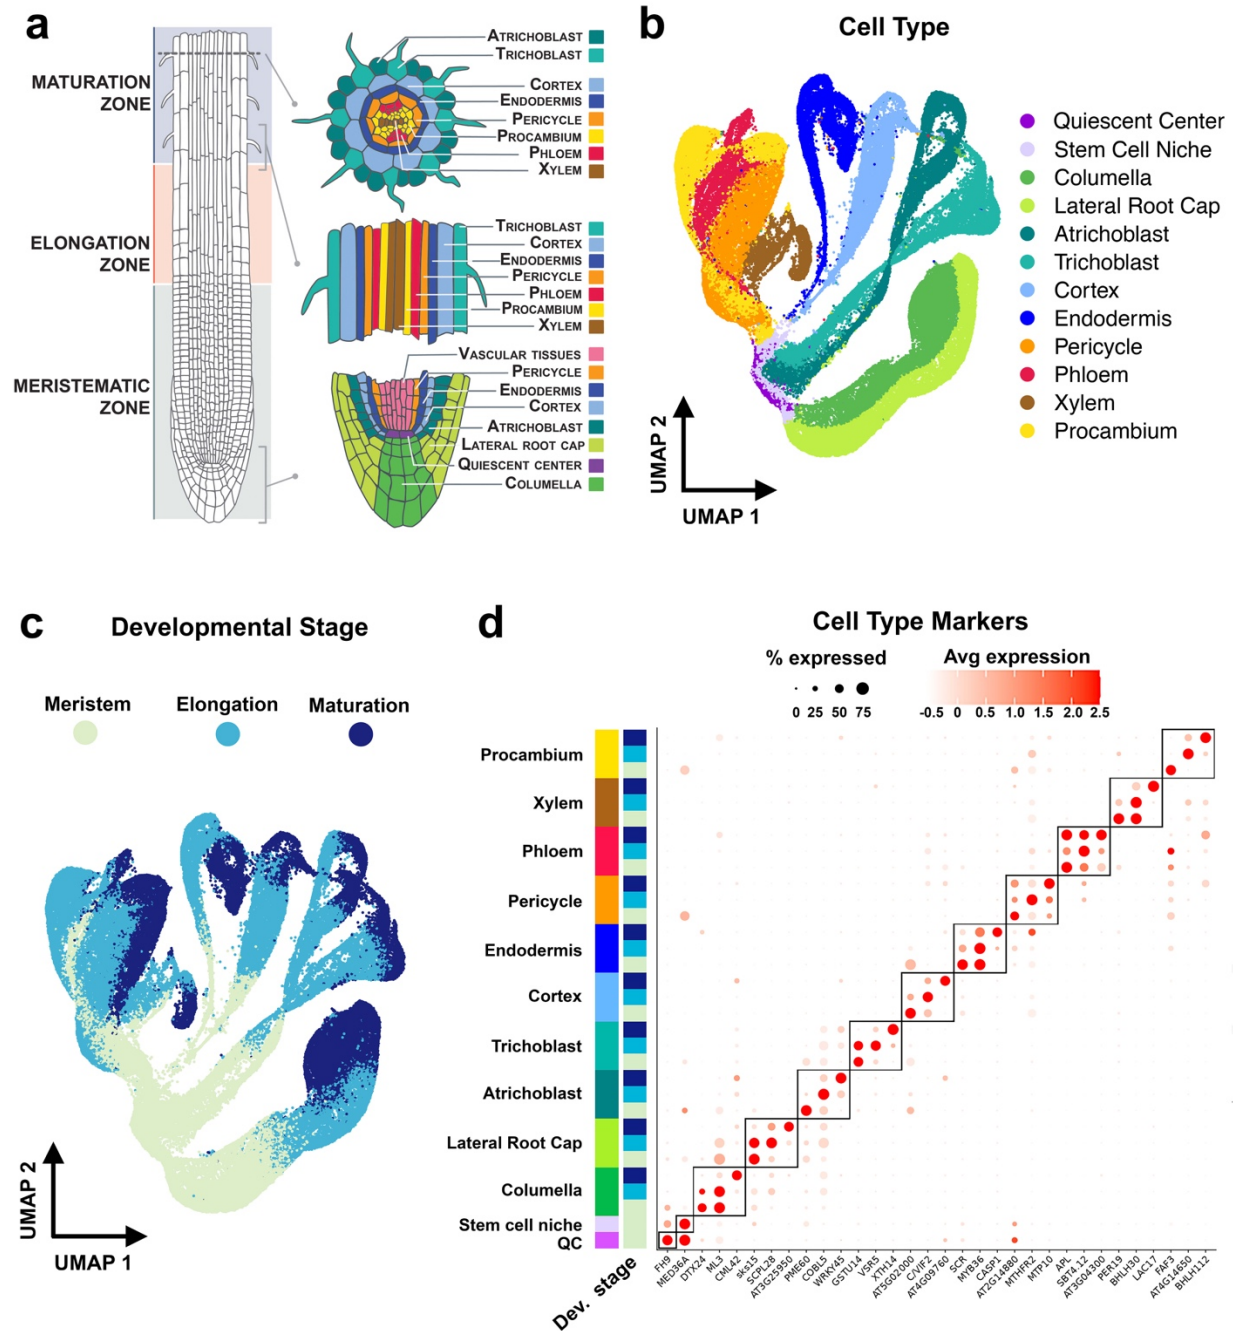 a
MATURATION
ZONE
ELONGATION
ZONE
MERISTEMATIC
ZONE
ATRICHOBLAST
TRICHOBLAST
CORTEX
ENDODERMIS
PERICYCLE
PROCAMBIUM
PHLOEM
XYLEM
TRICHOBLAST
CORTEX
ENDODERMIS
PERICYCLE
PHLOEM
PROCAMBIUM
XYLEM
VASCULAR TISSUES
PERICYCLE
ENDODERMIS
CORTEX
ATRICHOBLAST
LATERAL ROOT CAP
QUIESCENT CENTER
COLUMELLA
b
Cell Type
Quiescent Center
Stem Cell Niche
Columella
Lateral Root Cap
Atrichoblast
Trichoblast
Cortex
Endodermis
Pericycle
Phloem
Xylem
Procambium
UMAP 2
UMAP 1
c
Developmental Stage
Meristem Elongation Maturation
UMAP 2
UMAP 1
d
Cell Type Markers
% expressed
0 25 50 75
Avg expression
-0.5 0 0.5 1.0 1.5 2.0 2.5
Procambium
Xylem
Phloem
Pericycle
Endodermis
Cortex
Trichoblast
Atrichoblast
Lateral Root Cap
Columella
Stem cell niche
QC
Dev. stage
FH9
MED36A
DTX24
ML3
CML42
sks15
SCPL28
AT3G25950
PME60
COBL5
WRKY45
GSTU14
VSR5
XTH14
AT5G02000
C/VIF2
AT4G09760
SCR
MYB36
CASP1
AT2G14880
MTHFR2
MTP10
APL
SBT4.12
AT3G04300
PER19
BHLH30
LAC17
FAF3
AT4G14650
BHLH112